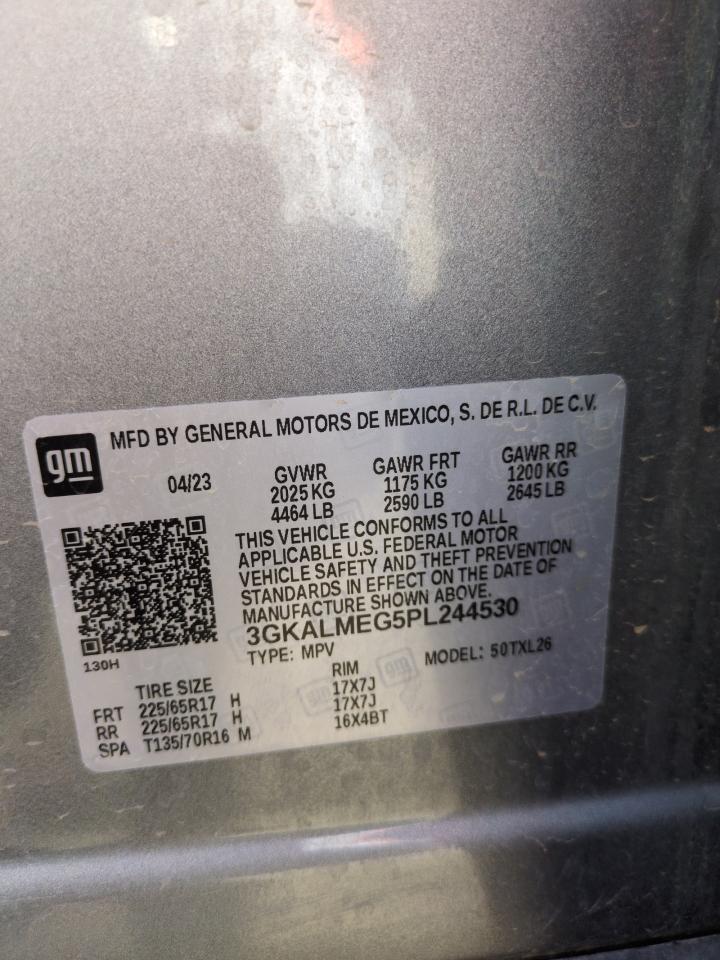 gm
MFD BY GENERAL MOTORS DE MEXICO, S. DE R.L. DE C.V.
04/23
GVWR
2025 KG
4464 LB
GAWR FRT
1175 KG
2590 LB
GAWR RR
1200 KG
2645 LB
THIS VEHICLE CONFORMS TO ALL
APPLICABLE U.S. FEDERAL MOTOR
VEHICLE SAFETY AND THEFT PREVENTION
STANDARDS IN EFFECT ON THE DATE OF
MANUFACTURE SHOWN ABOVE.
3GKALMEG5PL244530
TYPE: MPV
MODEL: 50TXL26
130H
TIRE SIZE RIM
FRT 225/65R17 H 17X7J
RR 225/65R17 H 17X7J
SPA T135/70R16 M 16X4BT